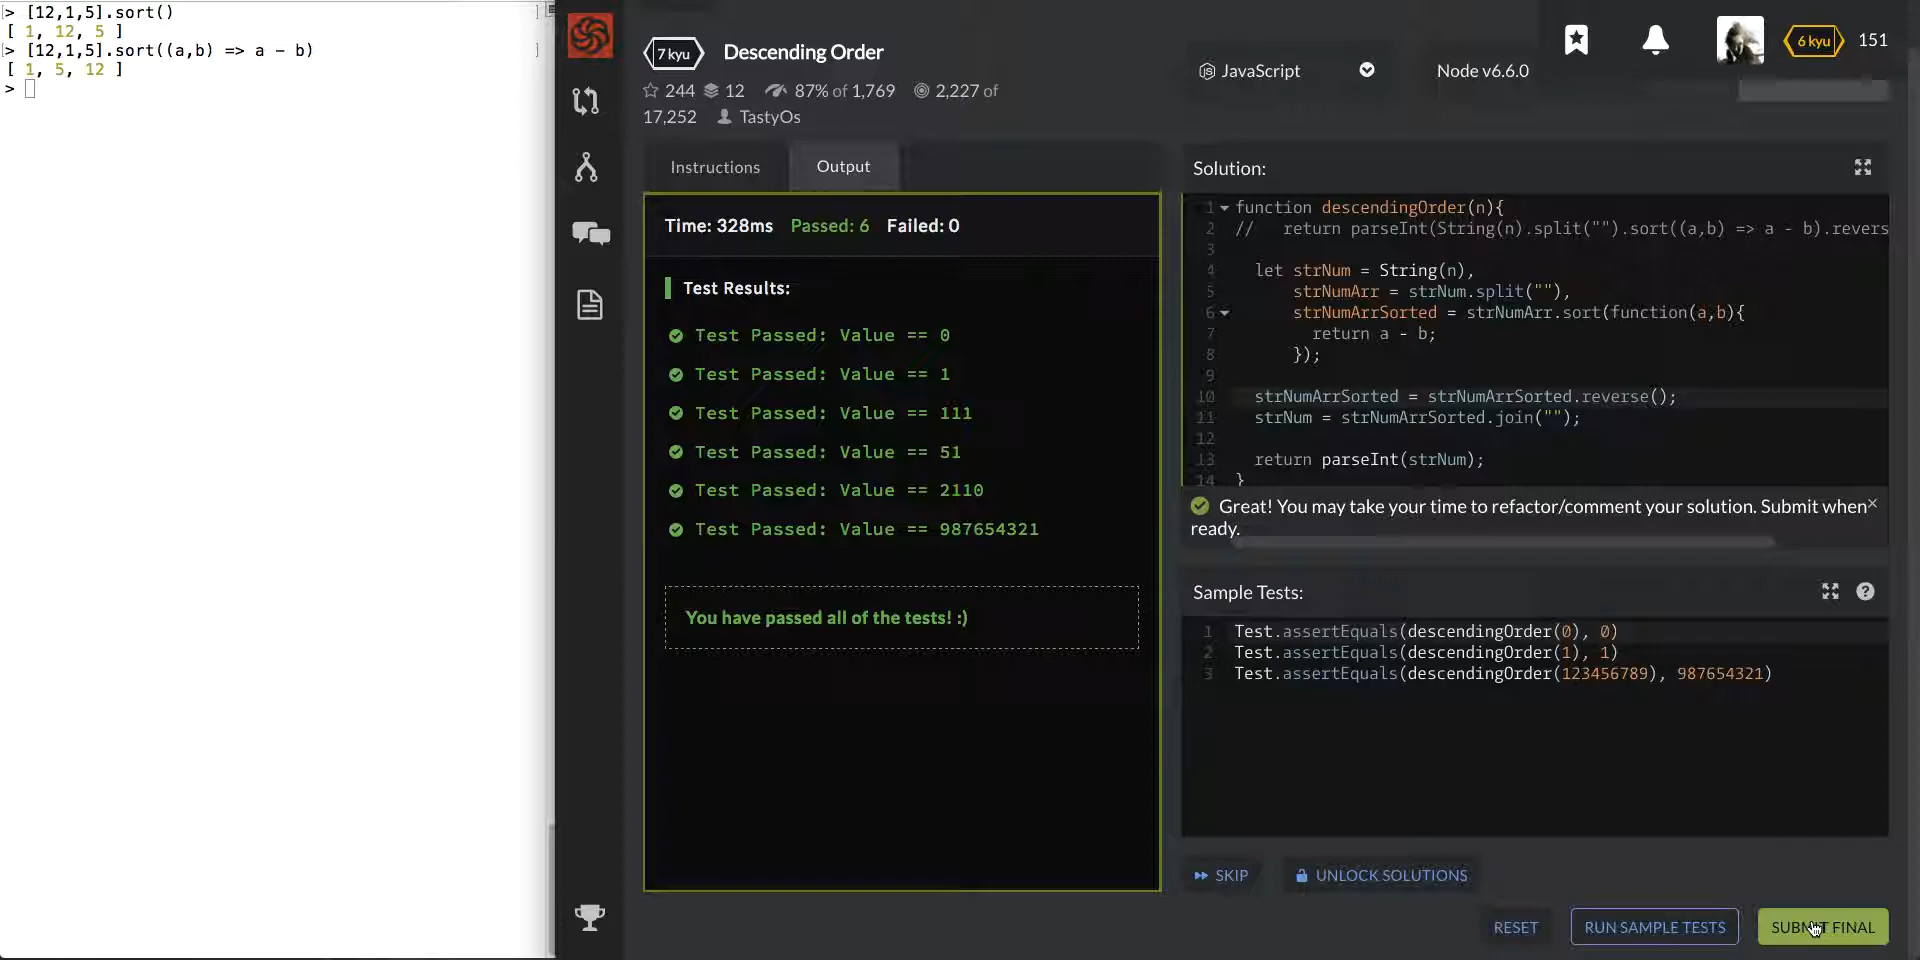 > [12,1,5].sort()
[ 1, 12, 5 ]
> [12,1,5].sort((a,b) => a - b)
[ 1, 5, 12 ]
>
7 kyu
Descending Order
244 12 87% of 1,769 2,227 of
17,252 TastyOs
JavaScript
Node v6.6.0
6 kyu
151
Instructions
Output
Time: 328ms Passed: 6 Failed: 0
Test Results:
Test Passed: Value == 0
Test Passed: Value == 1
Test Passed: Value == 111
Test Passed: Value == 51
Test Passed: Value == 2110
Test Passed: Value == 987654321
You have passed all of the tests! :)
Solution:
1 function descendingOrder(n){
2 //   return parseInt(String(n).split("").sort((a,b) => a - b).revers
3
4   let strNum = String(n),
5       strNumArr = strNum.split(""),
6       strNumArrSorted = strNumArr.sort(function(a,b){
7         return a - b;
8       });
9
10   strNumArrSorted = strNumArrSorted.reverse();
11   strNum = strNumArrSorted.join("");
12
13   return parseInt(strNum);
14 }
Great! You may take your time to refactor/comment your solution. Submit when
ready.
Sample Tests:
1 Test.assertEquals(descendingOrder(0), 0)
2 Test.assertEquals(descendingOrder(1), 1)
3 Test.assertEquals(descendingOrder(123456789), 987654321)
SKIP
UNLOCK SOLUTIONS
RESET
RUN SAMPLE TESTS
SUBMIT FINAL